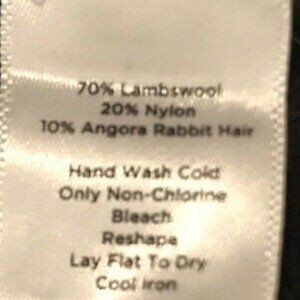 70% Lambswool
20% Nylon
10% Angora Rabbit Hair
Hand Wash Cold
Only Non-Chlorine
Bleach
Reshape
Lay Flat To Dry
Cool Iron